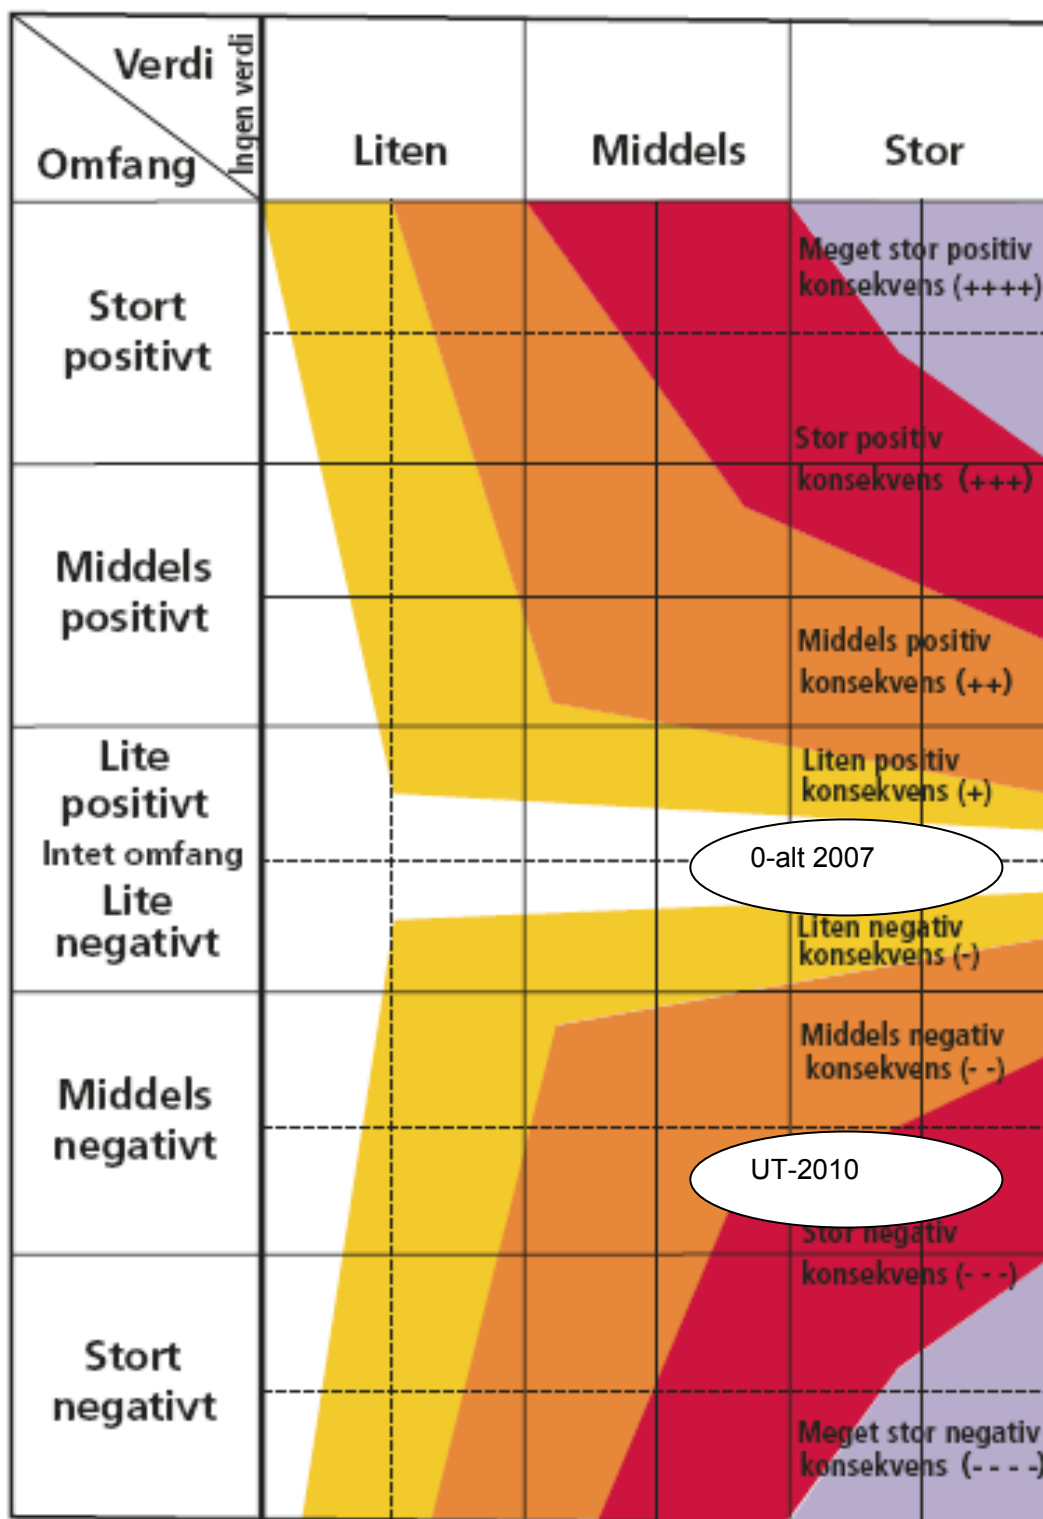 Verdi
Ingen verdi
Omfang
Liten
Middels
Stor
Stort
positivt
Meget stor positiv
konsekvens (++++)
Stor positiv
konsekvens (+++)
Middels
positivt
Middels positiv
konsekvens (++)
Lite
positivt
Liten positiv
konsekvens (+)
Intet omfang
0-alt 2007
Lite
negativt
Liten negativ
konsekvens (-)
Middels
negativt
Middels negativ
konsekvens (- -)
UT-2010
Stor negativ
konsekvens (- - -)
Stort
negativt
Meget stor negativ
konsekvens (- - - -)